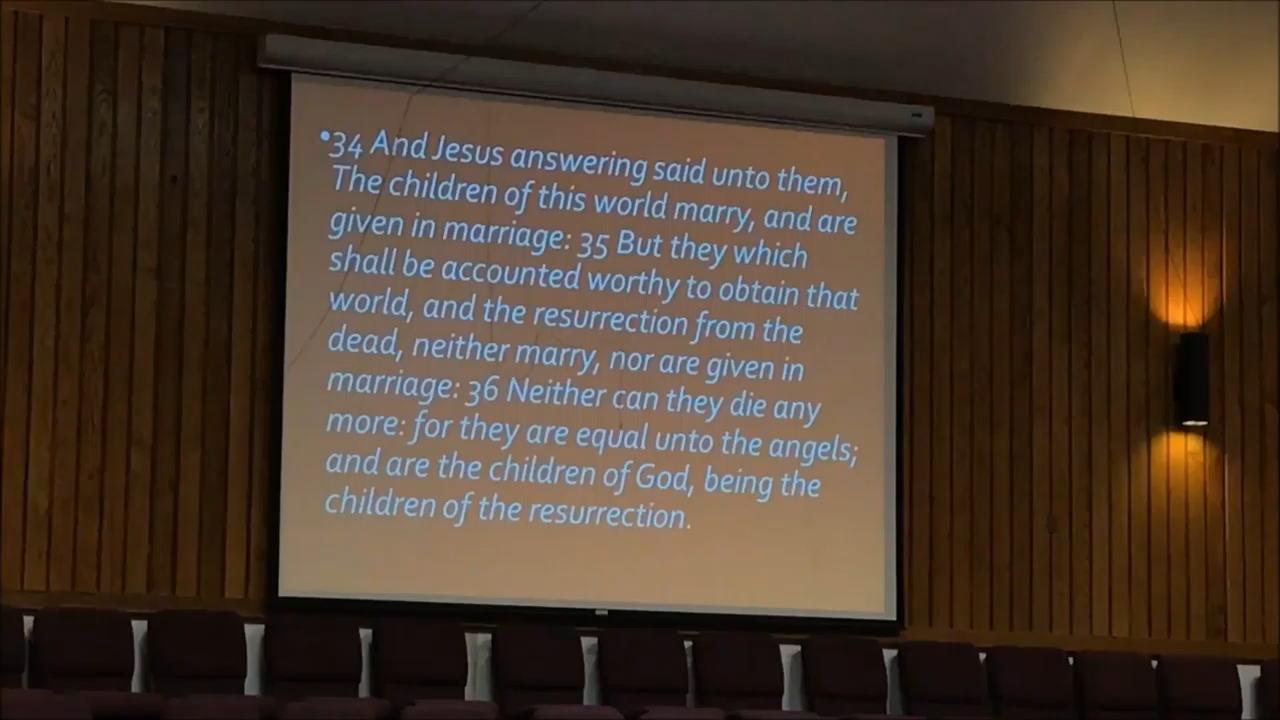 •34 And Jesus answering said unto them,
The children of this world marry, and are
given in marriage: 35 But they which
shall be accounted worthy to obtain that
world, and the resurrection from the
dead, neither marry, nor are given in
marriage: 36 Neither can they die any
more: for they are equal unto the angels;
and are the children of God, being the
children of the resurrection.